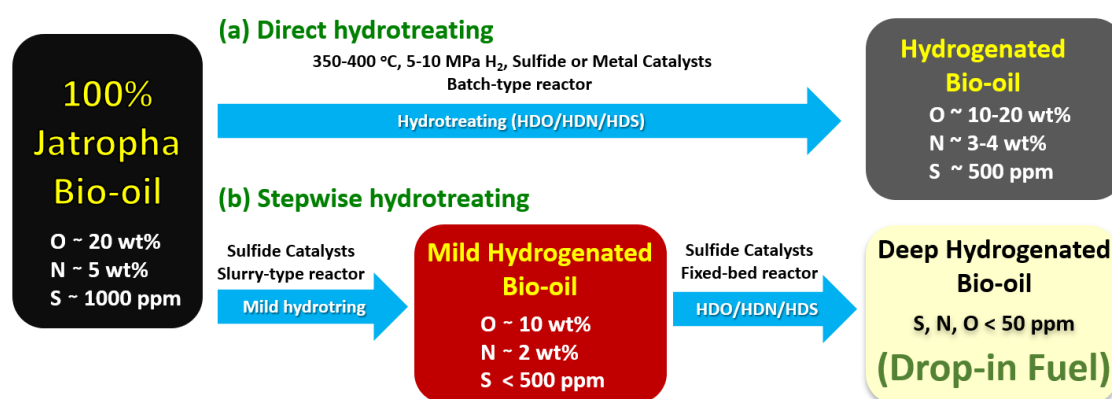 100%
Jatropha
Bio-oil
O ~ 20 wt%
N ~ 5 wt%
S ~ 1000 ppm
(a) Direct hydrotreating
350-400 °C, 5-10 MPa H₂, Sulfide or Metal Catalysts
Batch-type reactor
Hydrotreating (HDO/HDN/HDS)
Hydrogenated
Bio-oil
O ~ 10-20 wt%
N ~ 3-4 wt%
S ~ 500 ppm
(b) Stepwise hydrotreating
Sulfide Catalysts
Slurry-type reactor
Mild hydrotring
Mild Hydrogenated
Bio-oil
O ~ 10 wt%
N ~ 2 wt%
S < 500 ppm
Sulfide Catalysts
Fixed-bed reactor
HDO/HDN/HDS
Deep Hydrogenated
Bio-oil
S, N, O < 50 ppm
(Drop-in Fuel)